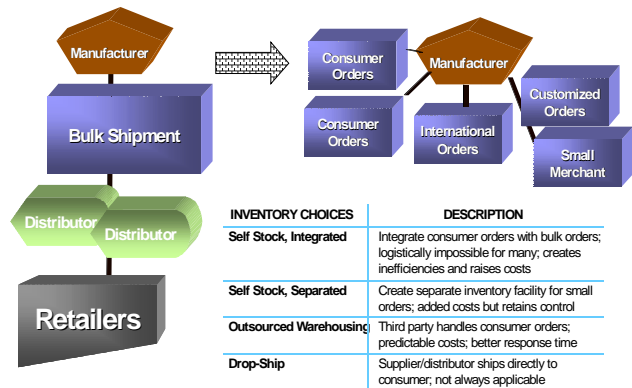 Manufacturer
Bulk Shipment
Distributor
Distributor
Retailers
Consumer
Orders
Manufacturer
Consumer
Orders
International
Orders
Customized
Orders
Small
Merchant
INVENTORY CHOICES DESCRIPTION
Self Stock, Integrated Integrate consumer orders with bulk orders;
logistically impossible for many; creates
inefficiencies and raises costs
Self Stock, Separated Create separate inventory facility for small
orders; added costs but retains control
Outsourced Warehousing Third party handles consumer orders;
predictable costs; better response time
Drop-Ship Supplier/distributor ships directly to
consumer; not always applicable